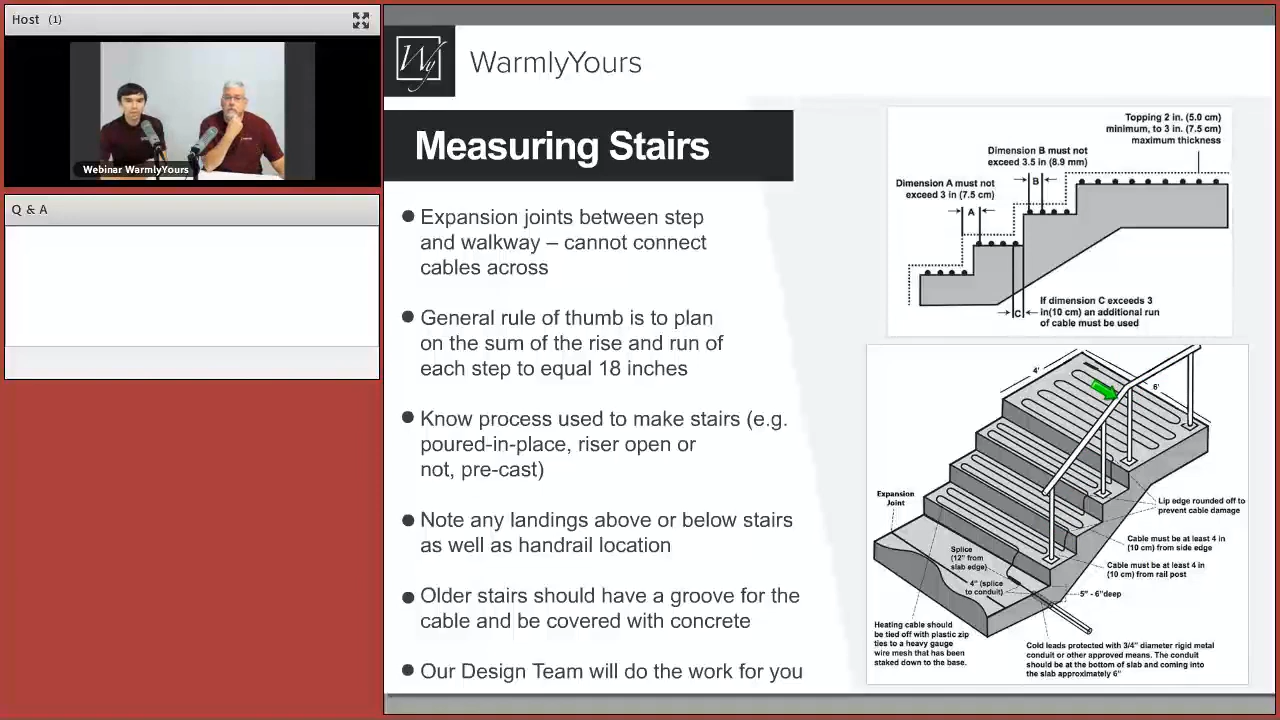 Host (1)
Webinar WarmlyYours
Q & A
Wy
WarmlyYours
Measuring Stairs
● Expansion joints between step
and walkway – cannot connect
cables across
● General rule of thumb is to plan
on the sum of the rise and run of
each step to equal 18 inches
● Know process used to make stairs (e.g.
poured-in-place, riser open or
not, pre-cast)
● Note any landings above or below stairs
as well as handrail location
● Older stairs should have a groove for the
cable and be covered with concrete
● Our Design Team will do the work for you
Topping 2 in. (5.0 cm)
minimum, to 3 in. (7.5 cm)
maximum thickness
Dimension B must not
exceed 3.5 in (8.9 mm)
B
Dimension A must not
exceed 3 in (7.5 cm)
A
C
If dimension C exceeds 3
in(10 cm) an additional run
of cable must be used
4'
6'
Expansion
Joint
Lip edge rounded off to
prevent cable damage
Cable must be at least 4 in
(10 cm) from side edge
Cable must be at least 4 in
(10 cm) from rail post
Splice
(12" from
slab edge)
4" (splice
to conduit)
5" - 6"deep
Heating cable should
be tied off with plastic zip
ties to a heavy gauge
wire mesh that has been
staked down to the base.
Cold leads protected with 3/4" diameter rigid metal
conduit or other approved means. The conduit
should be at the bottom of slab and coming into
the slab approximately 6"